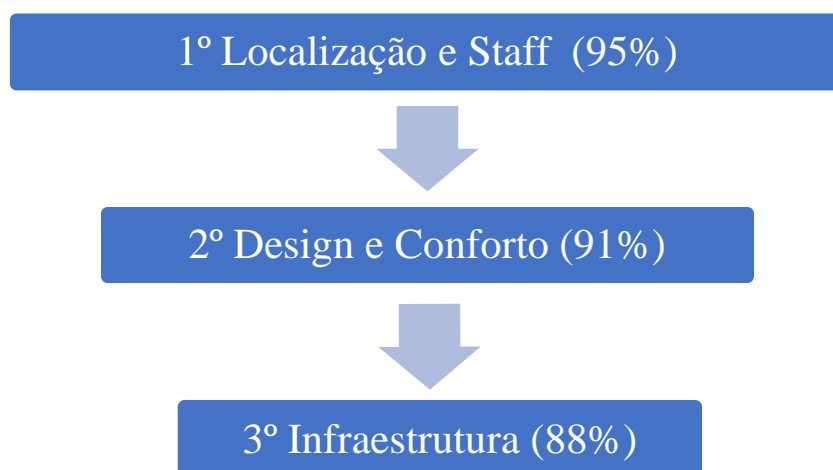 1º Localização e Staff (95%)
2º Design e Conforto (91%)
3º Infraestrutura (88%)